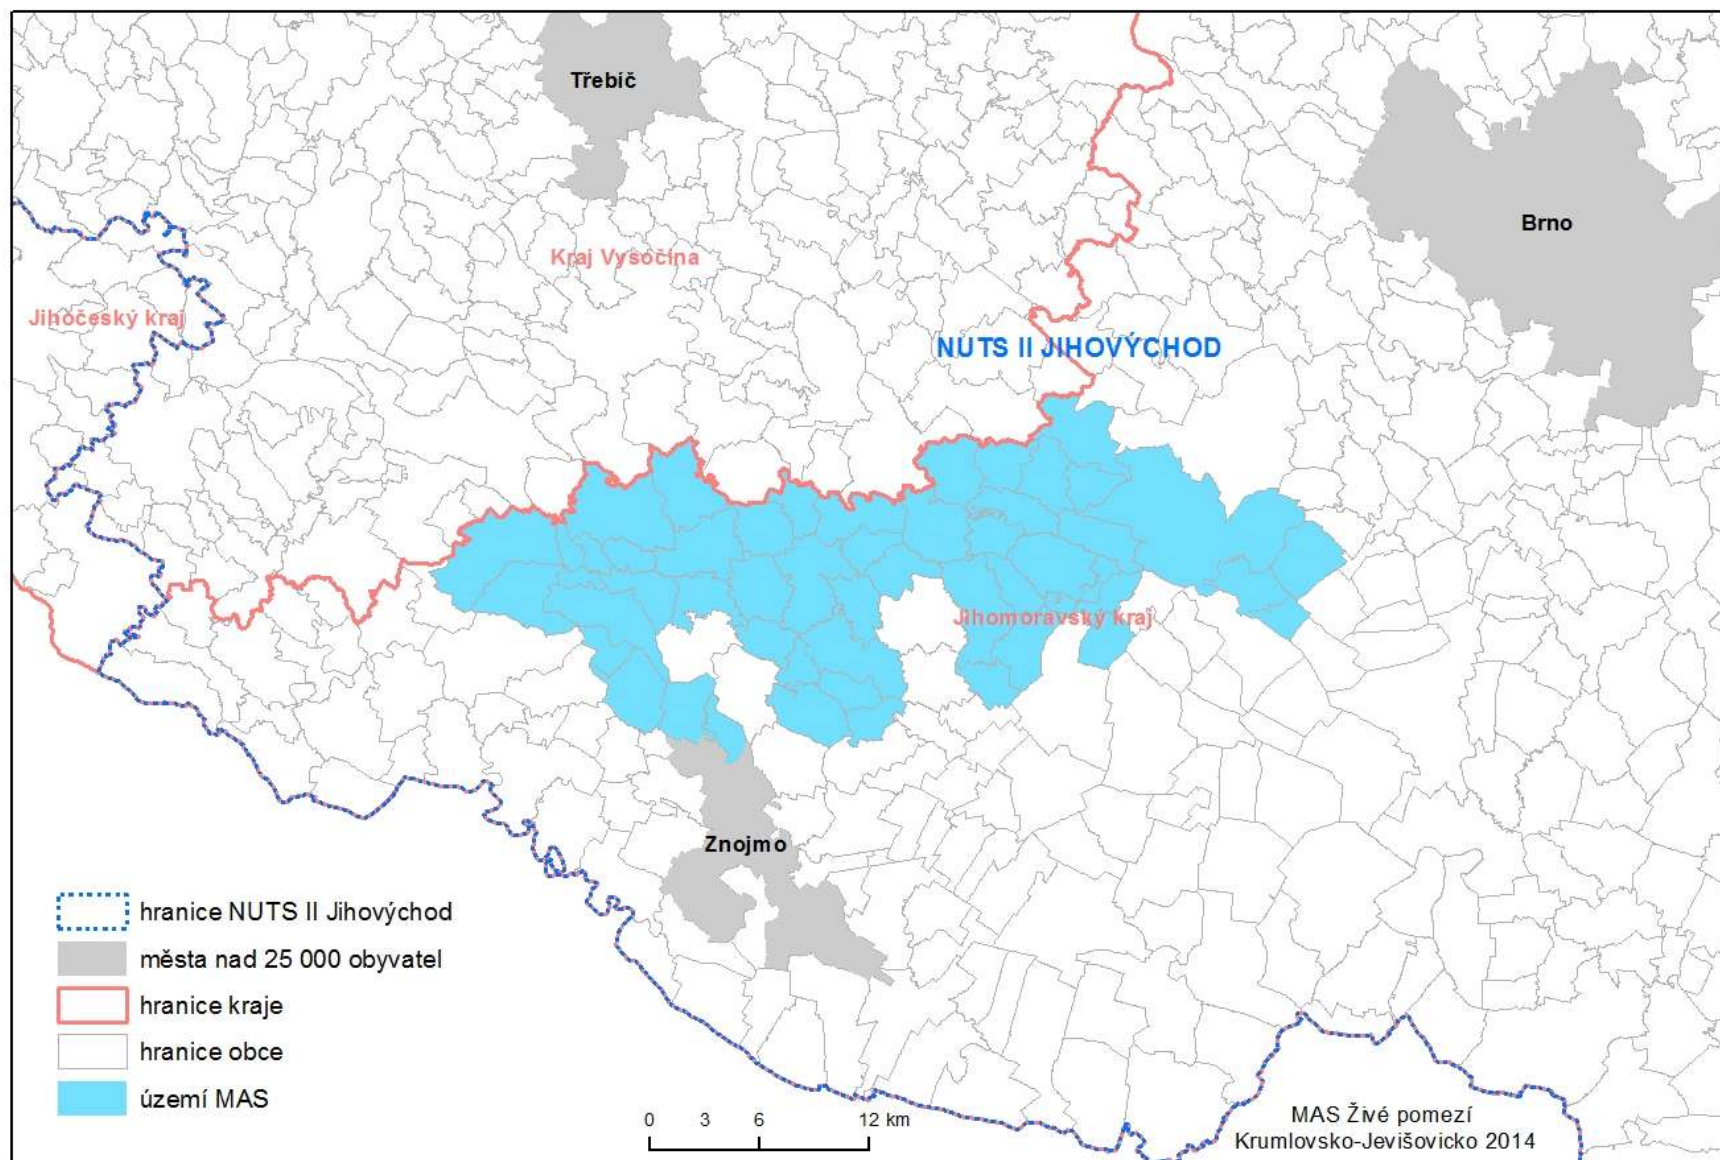 Třebíč
Brno
Kraj Vysočina
Jihočeský kraj
NUTS II JIHOVÝCHOD
Jihomoravský kraj
Znojmo
hranice NUTS II Jihovýchod
města nad 25 000 obyvatel
hranice kraje
hranice obce
území MAS
0 3 6 12 km
MAS Živé pomezí
Krumlovsko-Jevišovicko 2014